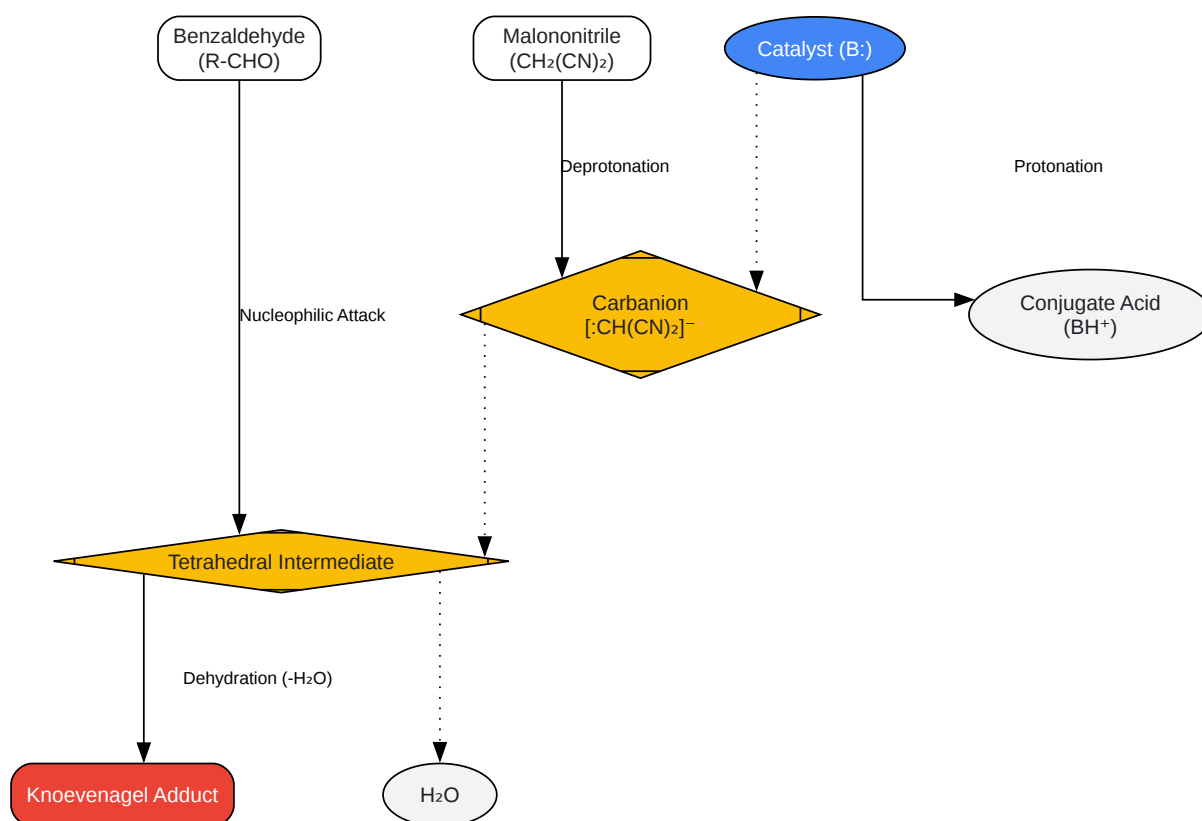 Benzaldehyde
(R-CHO)
Malononitrile
(CH₂(CN)₂)
Catalyst (B:)
Deprotonation
Protonation
Carbanion
[:CH(CN)₂]⁻
Conjugate Acid
(BH⁺)
Nucleophilic Attack
Tetrahedral Intermediate
Dehydration (-H₂O)
Knoevenagel Adduct
H₂O